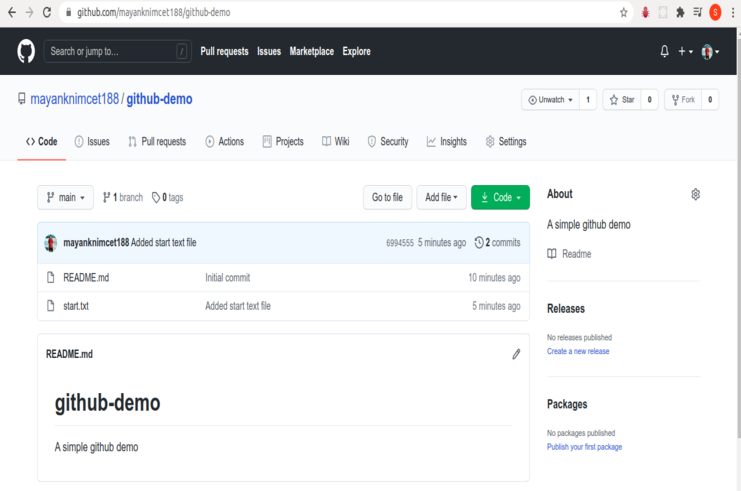 github.com/mayanknimcet188/github-demo
S
Search or jump to… /
Pull requests Issues Marketplace Explore
mayanknimcet188 / github-demo
Unwatch 1 Star 0 Fork 0
Code Issues Pull requests Actions Projects Wiki Security Insights Settings
main 1 branch 0 tags Go to file Add file Code
mayanknimcet188 Added start text file 6994555 5 minutes ago 2 commits
README.md Initial commit 10 minutes ago
start.txt Added start text file 5 minutes ago
README.md
github-demo
A simple github demo
About
A simple github demo
Readme
Releases
No releases published
Create a new release
Packages
No packages published
Publish your first package